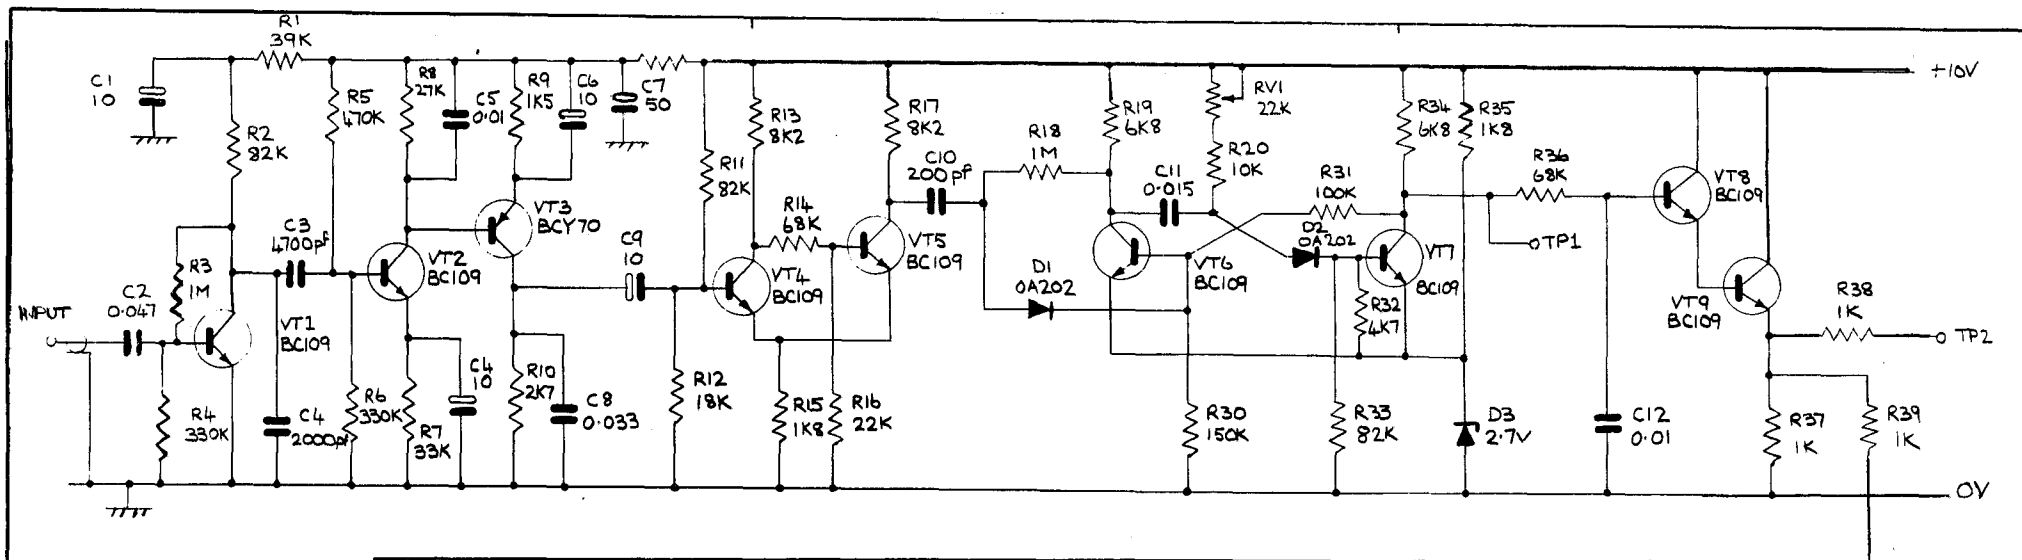 R1
39K
C1
10
R2
82K
R3
1M
INPUT
C2
0.047
R4
330K
VT1
BC109
C3
4700pf
C4
2000pf
R5
470K
R6
330K
R8
27K
C5
0.01
VT2
BC109
R7
33K
C4
10
R9
1K5
C6
10
C7
50
VT3
BCY70
R10
2K7
C8
0.033
C9
10
R11
82K
R12
18K
R13
8K2
R14
68K
VT4
BC109
R15
1K8
R16
22K
R17
8K2
VT5
BC109
C10
200pf
R18
1M
D1
OA202
R19
6K8
C11
0.015
RV1
22K
R20
10K
VT6
BC109
R30
150K
R31
100K
D2
OA202
R32
4K7
R33
82K
VT7
BC109
R34
6K8
R35
1K8
D3
2.7V
R36
68K
TP1
C12
0.01
VT8
BC109
VT9
BC109
R38
1K
TP2
R37
1K
R39
1K
+10V
0V